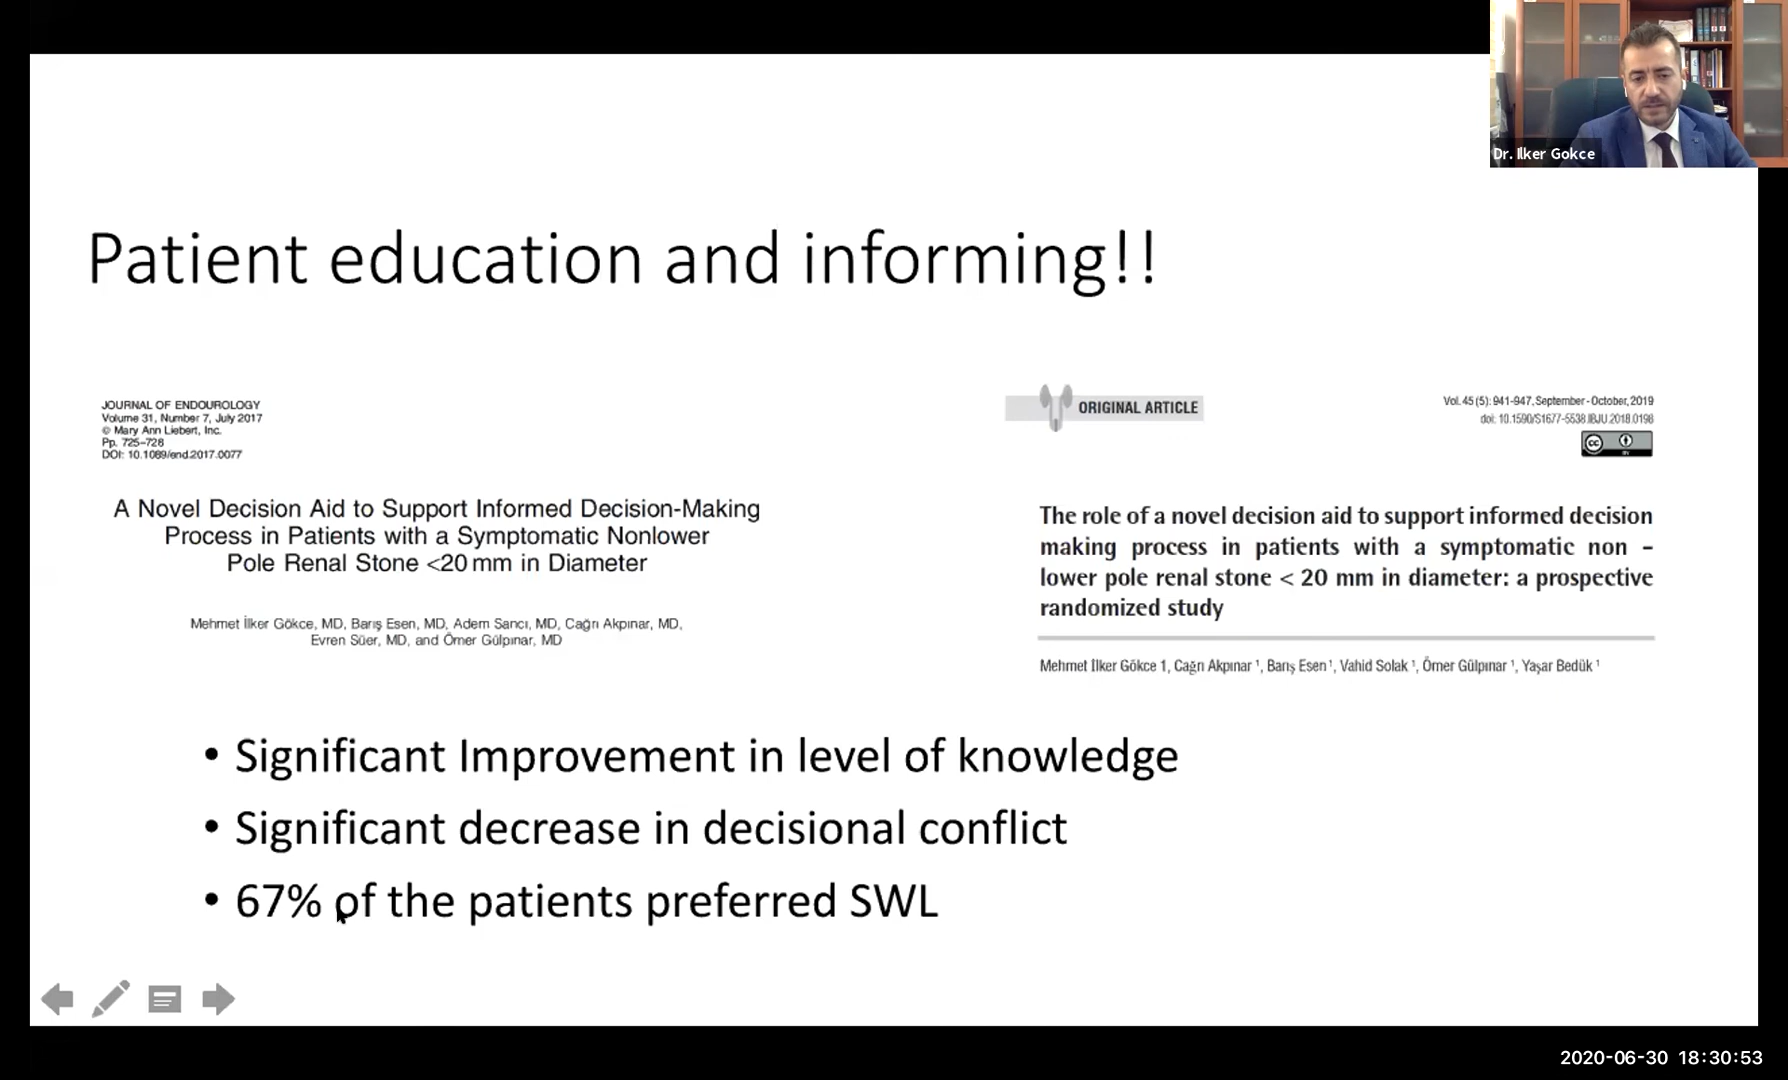 Dr. Ilker Gokce
Patient education and informing!!
JOURNAL OF ENDOUROLOGY
Volume 31, Number 7, July 2017
© Mary Ann Liebert, Inc.
Pp. 725–728
DOI: 10.1089/end.2017.0077
A Novel Decision Aid to Support Informed Decision-Making
Process in Patients with a Symptomatic Nonlower
Pole Renal Stone <20 mm in Diameter
Mehmet İlker Gökce, MD, Barış Esen, MD, Adem Sancı, MD, Cağrı Akpınar, MD,
Evren Süer, MD, and Ömer Gülpınar, MD
ORIGINAL ARTICLE
Vol. 45 (5): 941-947, September - October, 2019
doi: 10.1590/S1677-5538.IBJU.2018.0198
cc
BY
The role of a novel decision aid to support informed decision
making process in patients with a symptomatic non –
lower pole renal stone < 20 mm in diameter: a prospective
randomized study
Mehmet İlker Gökce 1, Cağrı Akpınar ¹, Barış Esen ¹, Vahid Solak ¹, Ömer Gülpınar ¹, Yaşar Bedük ¹
• Significant Improvement in level of knowledge
• Significant decrease in decisional conflict
• 67% of the patients preferred SWL
2020-06-30 18:30:53